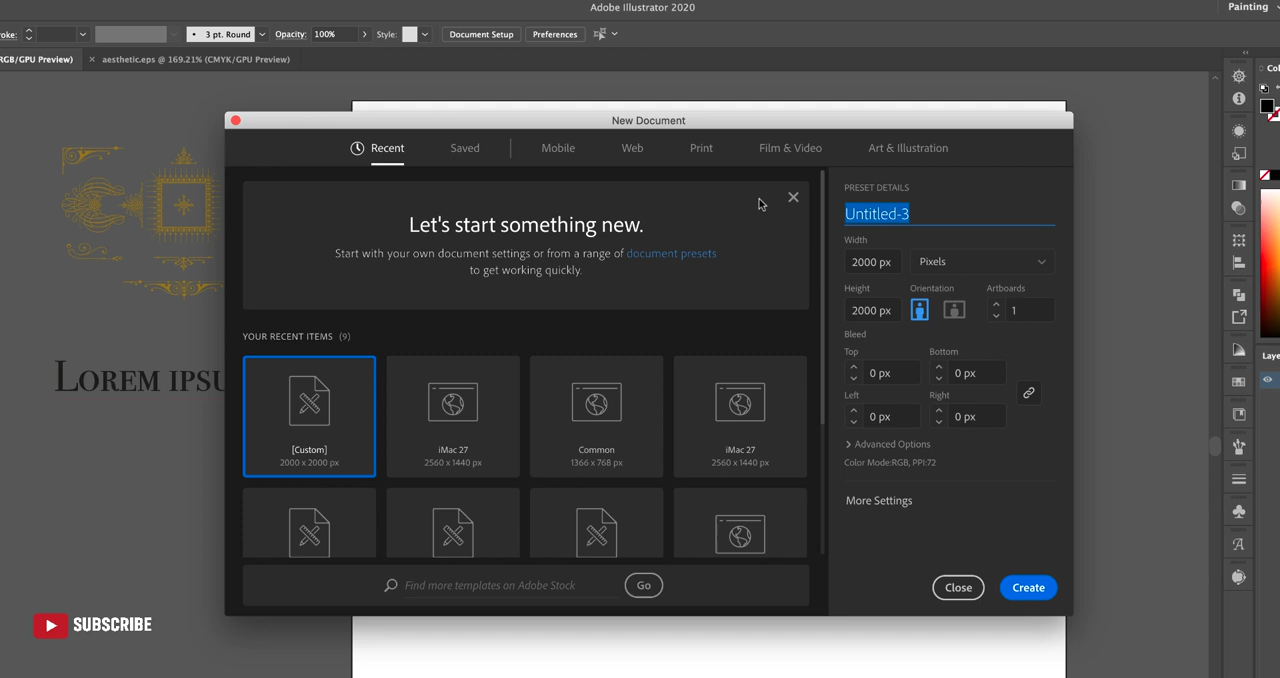 Adobe Illustrator 2020
Painting
roke:
3 pt. Round
Opacity:
100%
Style:
Document Setup
Preferences
RGB/GPU Preview)
aesthetic.eps @ 169.21% (CMYK/GPU Preview)
New Document
Recent
Saved
Mobile
Web
Print
Film & Video
Art & Illustration
Let's start something new.
Start with your own document settings or from a range of document presets
to get working quickly.
YOUR RECENT ITEMS (9)
[Custom]
2000 x 2000 px
iMac 27
2560 x 1440 px
Common
1366 x 768 px
iMac 27
2560 x 1440 px
Find more templates on Adobe Stock
Go
PRESET DETAILS
Untitled-3
Width
2000 px
Pixels
Height
Orientation
Artboards
2000 px
1
Bleed
Top
Bottom
0 px
0 px
Left
Right
0 px
0 px
Advanced Options
Color Mode:RGB, PPI:72
More Settings
Close
Create
Lorem ipsu
SUBSCRIBE
Col
Laye